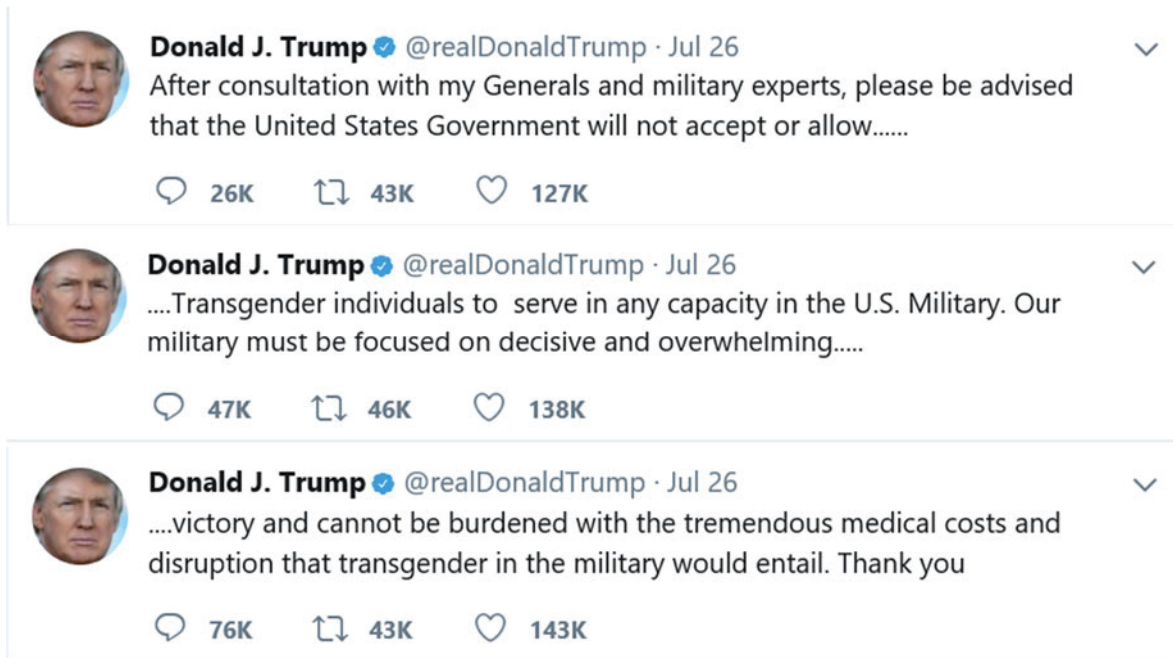 Donald J. Trump @realDonaldTrump · Jul 26
After consultation with my Generals and military experts, please be advised
that the United States Government will not accept or allow......
26K 43K 127K
Donald J. Trump @realDonaldTrump · Jul 26
....Transgender individuals to  serve in any capacity in the U.S. Military. Our
military must be focused on decisive and overwhelming.....
47K 46K 138K
Donald J. Trump @realDonaldTrump · Jul 26
....victory and cannot be burdened with the tremendous medical costs and
disruption that transgender in the military would entail. Thank you
76K 43K 143K